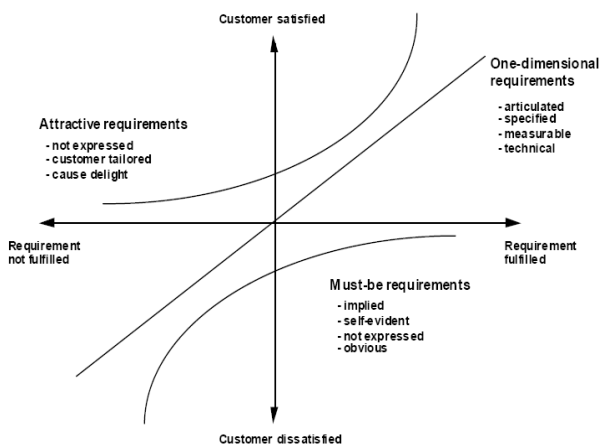 Customer satisfied
One-dimensional
requirements
- articulated
- specified
- measurable
- technical
Attractive requirements
- not expressed
- customer tailored
- cause delight
Requirement
not fulfilled
Requirement
fulfilled
Must-be requirements
- implied
- self-evident
- not expressed
- obvious
Customer dissatisfied